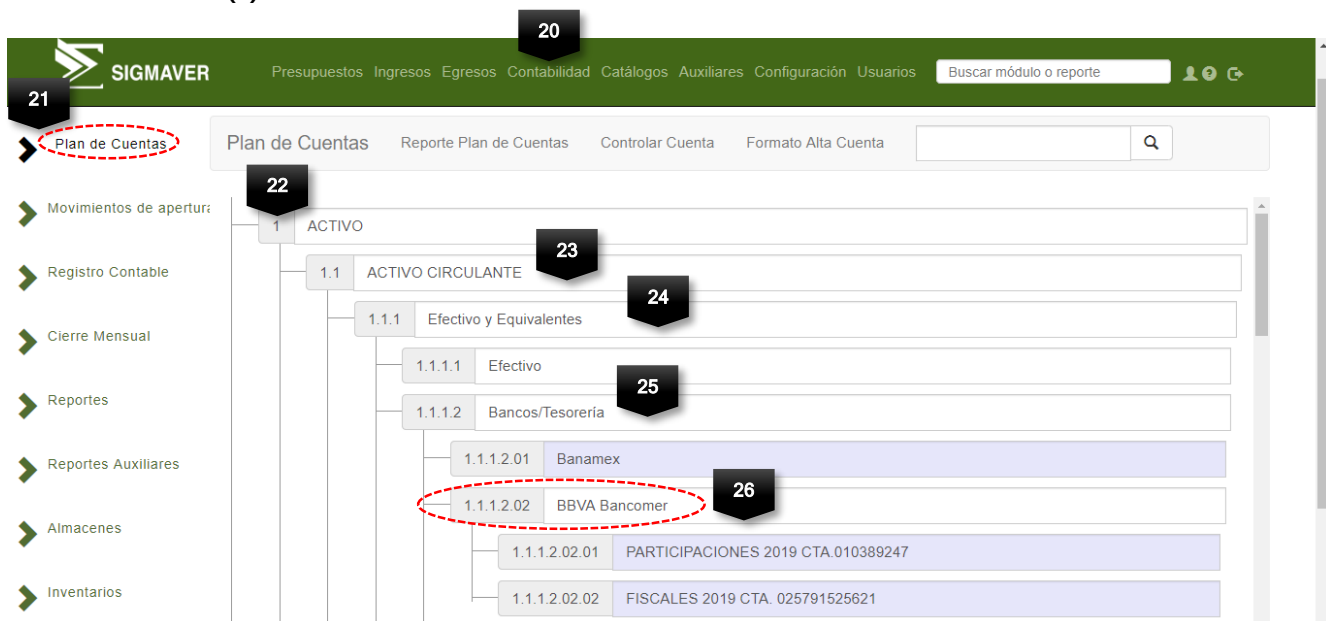 20
SIGMAVER
Presupuestos Ingresos Egresos Contabilidad Catálogos Auxiliares Configuración Usuarios Buscar módulo o reporte
21
Plan de Cuentas
Plan de Cuentas Reporte Plan de Cuentas Controlar Cuenta Formato Alta Cuenta
22
Movimientos de apertura
1 ACTIVO
23
Registro Contable
1.1 ACTIVO CIRCULANTE
24
1.1.1 Efectivo y Equivalentes
Cierre Mensual
1.1.1.1 Efectivo
25
Reportes
1.1.1.2 Bancos/Tesorería
Reportes Auxiliares
1.1.1.2.01 Banamex
26
1.1.1.2.02 BBVA Bancomer
Almacenes
1.1.1.2.02.01 PARTICIPACIONES 2019 CTA.010389247
Inventarios
1.1.1.2.02.02 FISCALES 2019 CTA. 025791525621